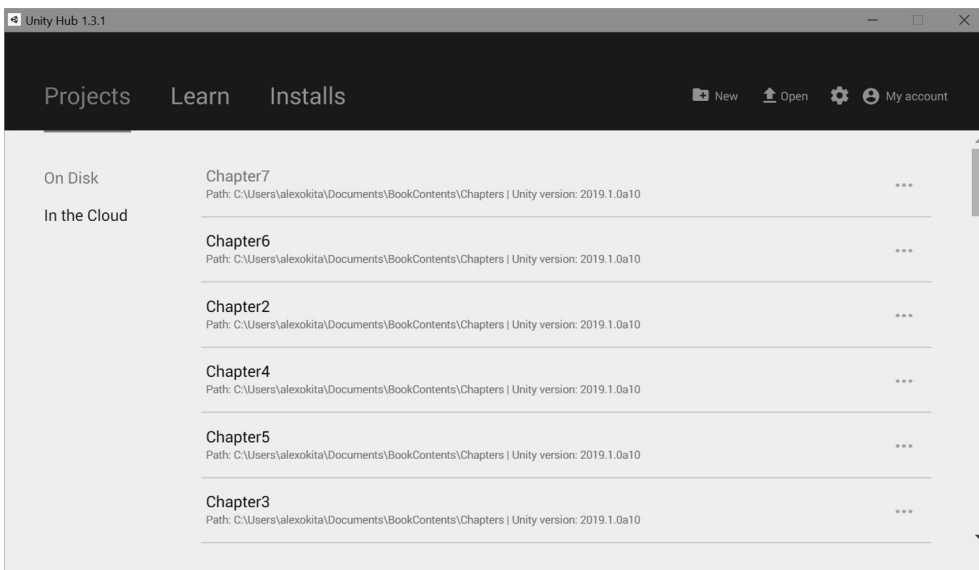 Unity Hub 1.3.1
Projects Learn Installs New Open My account
On Disk
In the Cloud
Chapter7
Path: C:\Users\alexokita\Documents\BookContents\Chapters | Unity version: 2019.1.0a10
Chapter6
Path: C:\Users\alexokita\Documents\BookContents\Chapters | Unity version: 2019.1.0a10
Chapter2
Path: C:\Users\alexokita\Documents\BookContents\Chapters | Unity version: 2019.1.0a10
Chapter4
Path: C:\Users\alexokita\Documents\BookContents\Chapters | Unity version: 2019.1.0a10
Chapter5
Path: C:\Users\alexokita\Documents\BookContents\Chapters | Unity version: 2019.1.0a10
Chapter3
Path: C:\Users\alexokita\Documents\BookContents\Chapters | Unity version: 2019.1.0a10